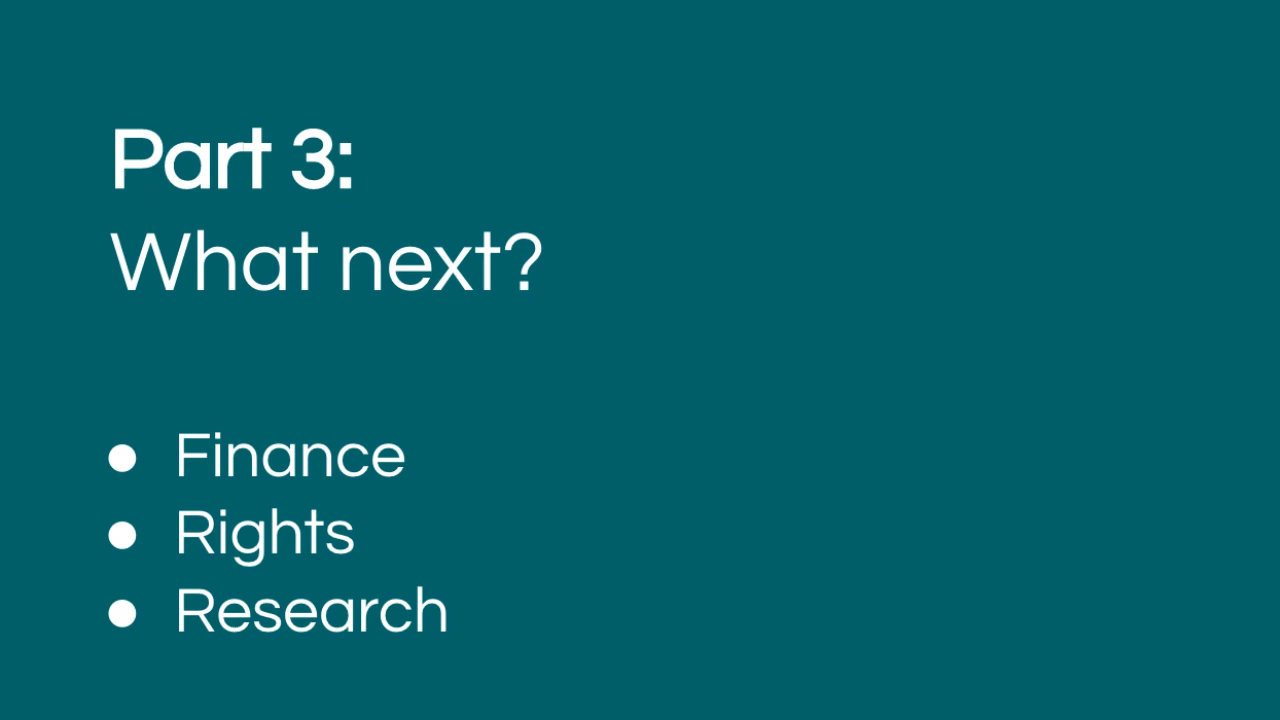 Part 3:
What next?
● Finance
● Rights
● Research